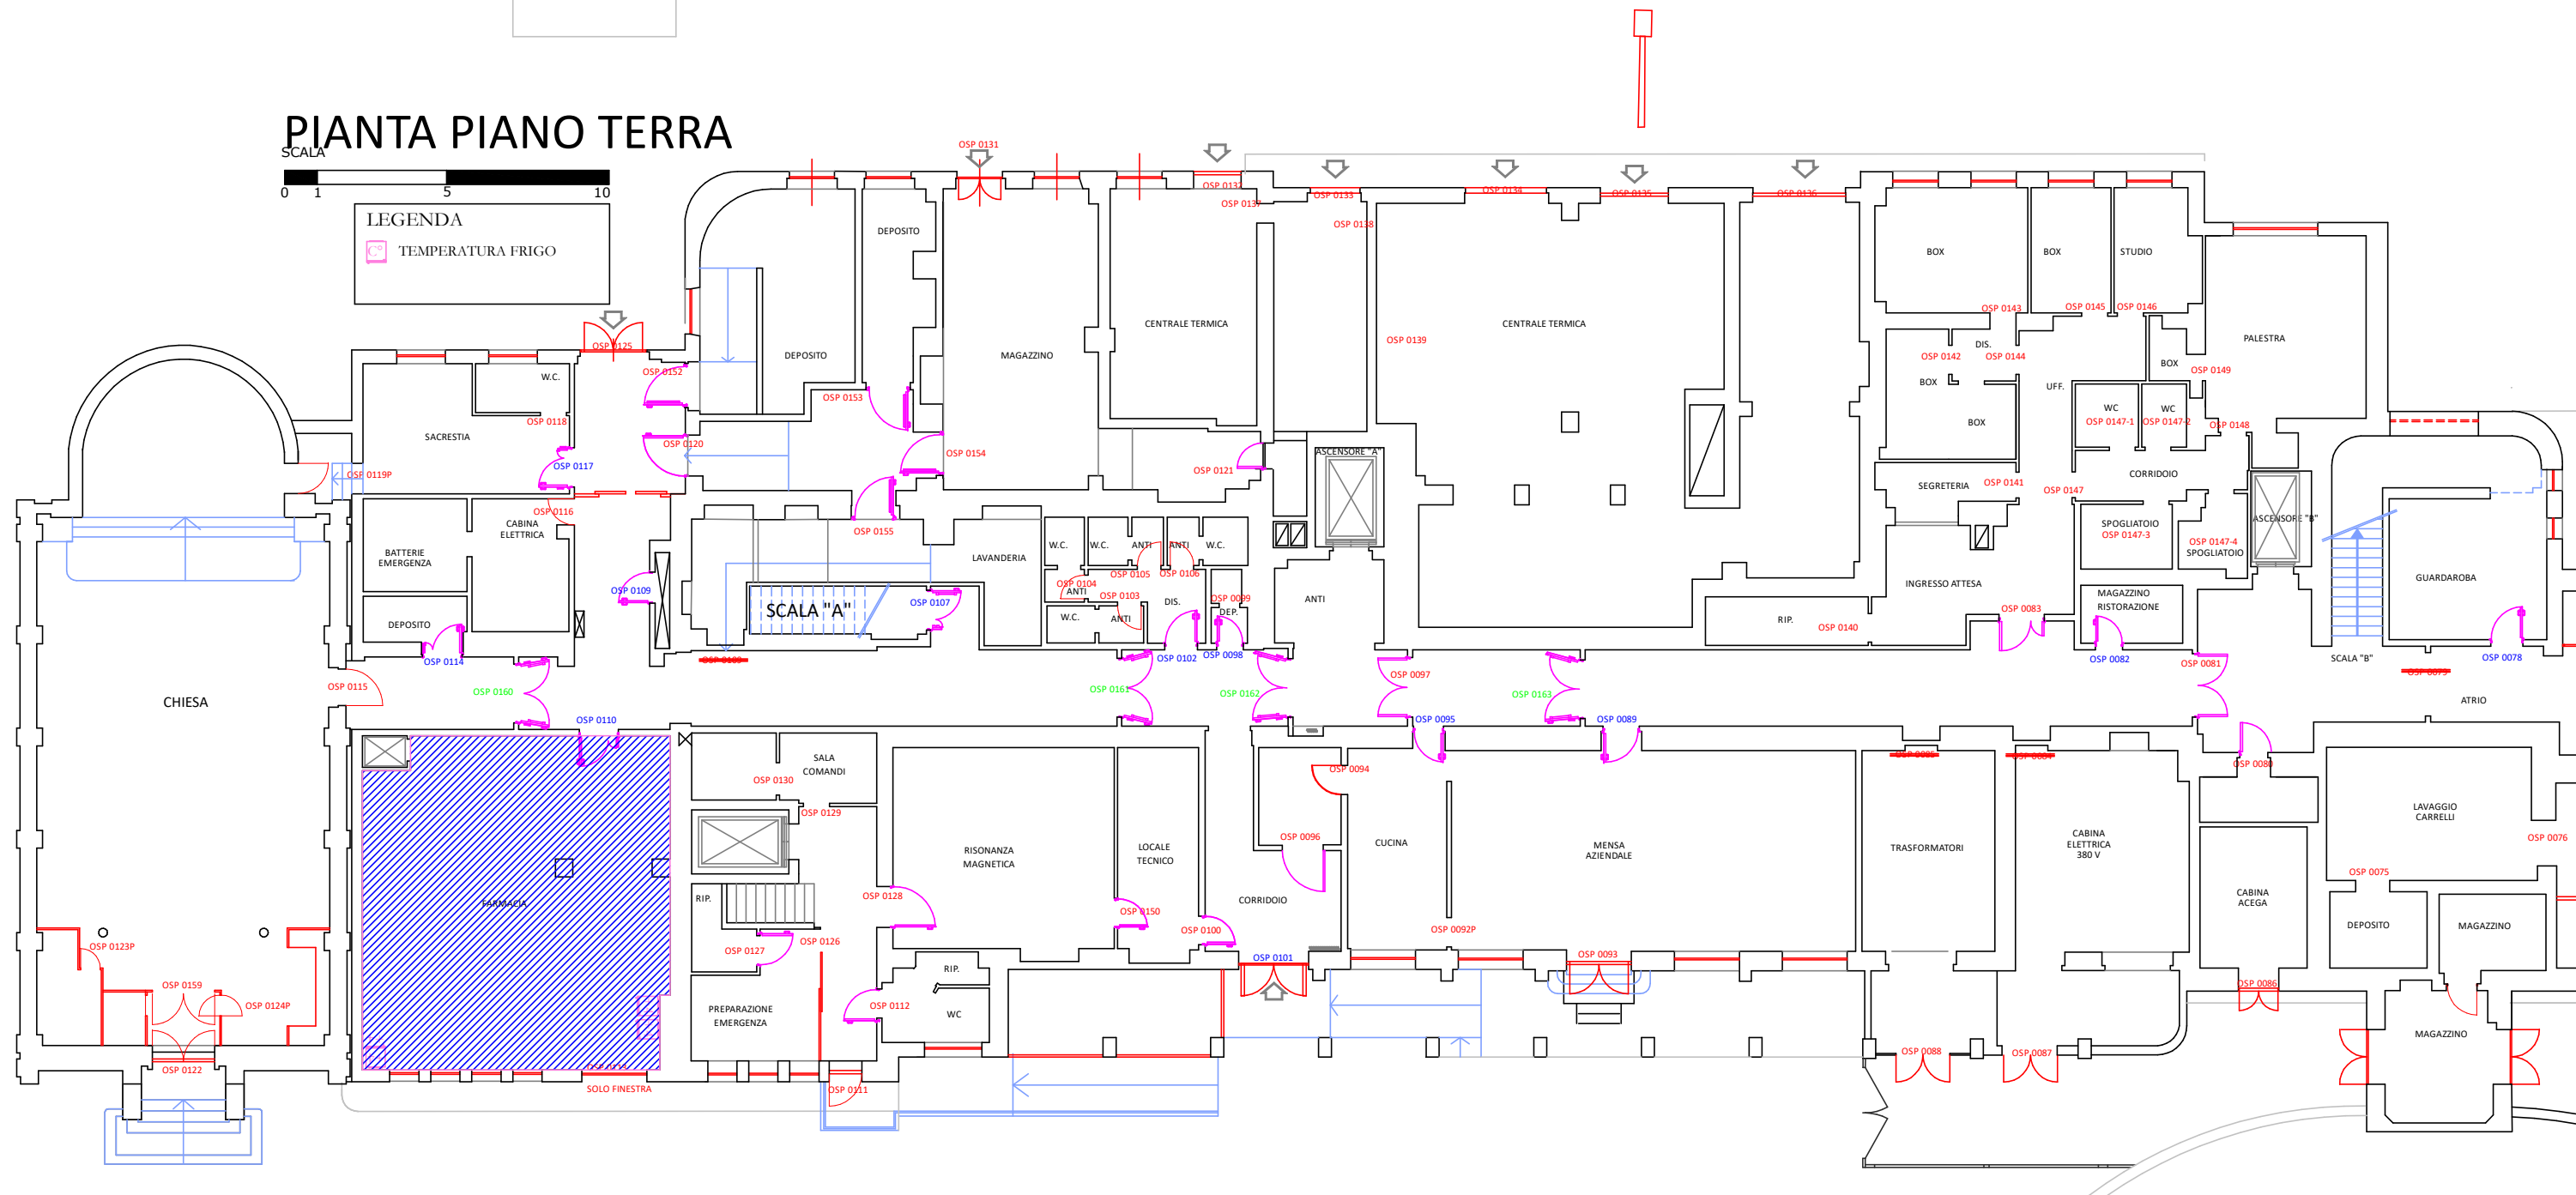 PIANTA PIANO TERRA
SCALA
0 1 5 10
LEGENDA
C°
TEMPERATURA FRIGO
OSP 0131
OSP 0132
OSP 0137
OSP 0133
OSP 0138
OSP 0134
OSP 0135
OSP 0136
DEPOSITO
BOX
BOX
STUDIO
OSP 0143
OSP 0145
OSP 0146
CENTRALE TERMICA
CENTRALE TERMICA
PALESTRA
OSP 0139
OSP 0125
DEPOSITO
MAGAZZINO
DIS.
OSP 0142
OSP 0144
BOX
OSP 0149
OSP 0152
W.C.
BOX
UFF.
OSP 0153
WC
WC
OSP 0118
BOX
OSP 0147-1
OSP 0147-2
OSP 0148
SACRESTIA
OSP 0120
OSP 0154
ASCENSORE "A"
OSP 0117
OSP 0121
OSP 0119P
CORRIDOIO
SEGRETERIA
OSP 0141
OSP 0147
OSP 0116
CABINA
ELETTRICA
OSP 0155
SPOGLIATOIO
OSP 0147-3
ASCENSORE "B"
OSP 0147-4
SPOGLIATOIO
BATTERIE
EMERGENZA
LAVANDERIA
W.C.
W.C.
ANTI
ANTI
W.C.
OSP 0105
OSP 0106
OSP 0104
ANTI
OSP 0103
INGRESSO ATTESA
GUARDAROBA
OSP 0109
OSP 0107
SCALA "A"
DIS.
OSP 0099
DEP.
ANTI
MAGAZZINO
RISTORAZIONE
OSP 0083
W.C.
ANTI
RIP.
OSP 0140
DEPOSITO
OSP 0114
OSP 0102
OSP 0098
OSP 0082
OSP 0081
SCALA "B"
OSP 0078
OSP 0079
OSP 0115
OSP 0160
OSP 0161
OSP 0162
OSP 0097
OSP 0163
ATRIO
CHIESA
OSP 0110
OSP 0095
OSP 0089
SALA
COMANDI
OSP 0130
OSP 0094
OSP 0080
OSP 0129
LAVAGGIO
CARRELLI
OSP 0096
OSP 0076
RISONANZA
MAGNETICA
LOCALE
TECNICO
CUCINA
MENSA
AZIENDALE
TRASFORMATORI
CABINA
ELETTRICA
380 V
OSP 0075
FARMACIA
RIP.
OSP 0128
OSP 0150
CORRIDOIO
CABINA
ACEGA
OSP 0100
OSP 0092P
DEPOSITO
MAGAZZINO
OSP 0123P
OSP 0127
OSP 0126
OSP 0101
OSP 0093
RIP.
OSP 0159
OSP 0124P
OSP 0112
OSP 0086
PREPARAZIONE
EMERGENZA
WC
MAGAZZINO
OSP 0088
OSP 0087
OSP 0122
SOLO FINESTRA
OSP 0111